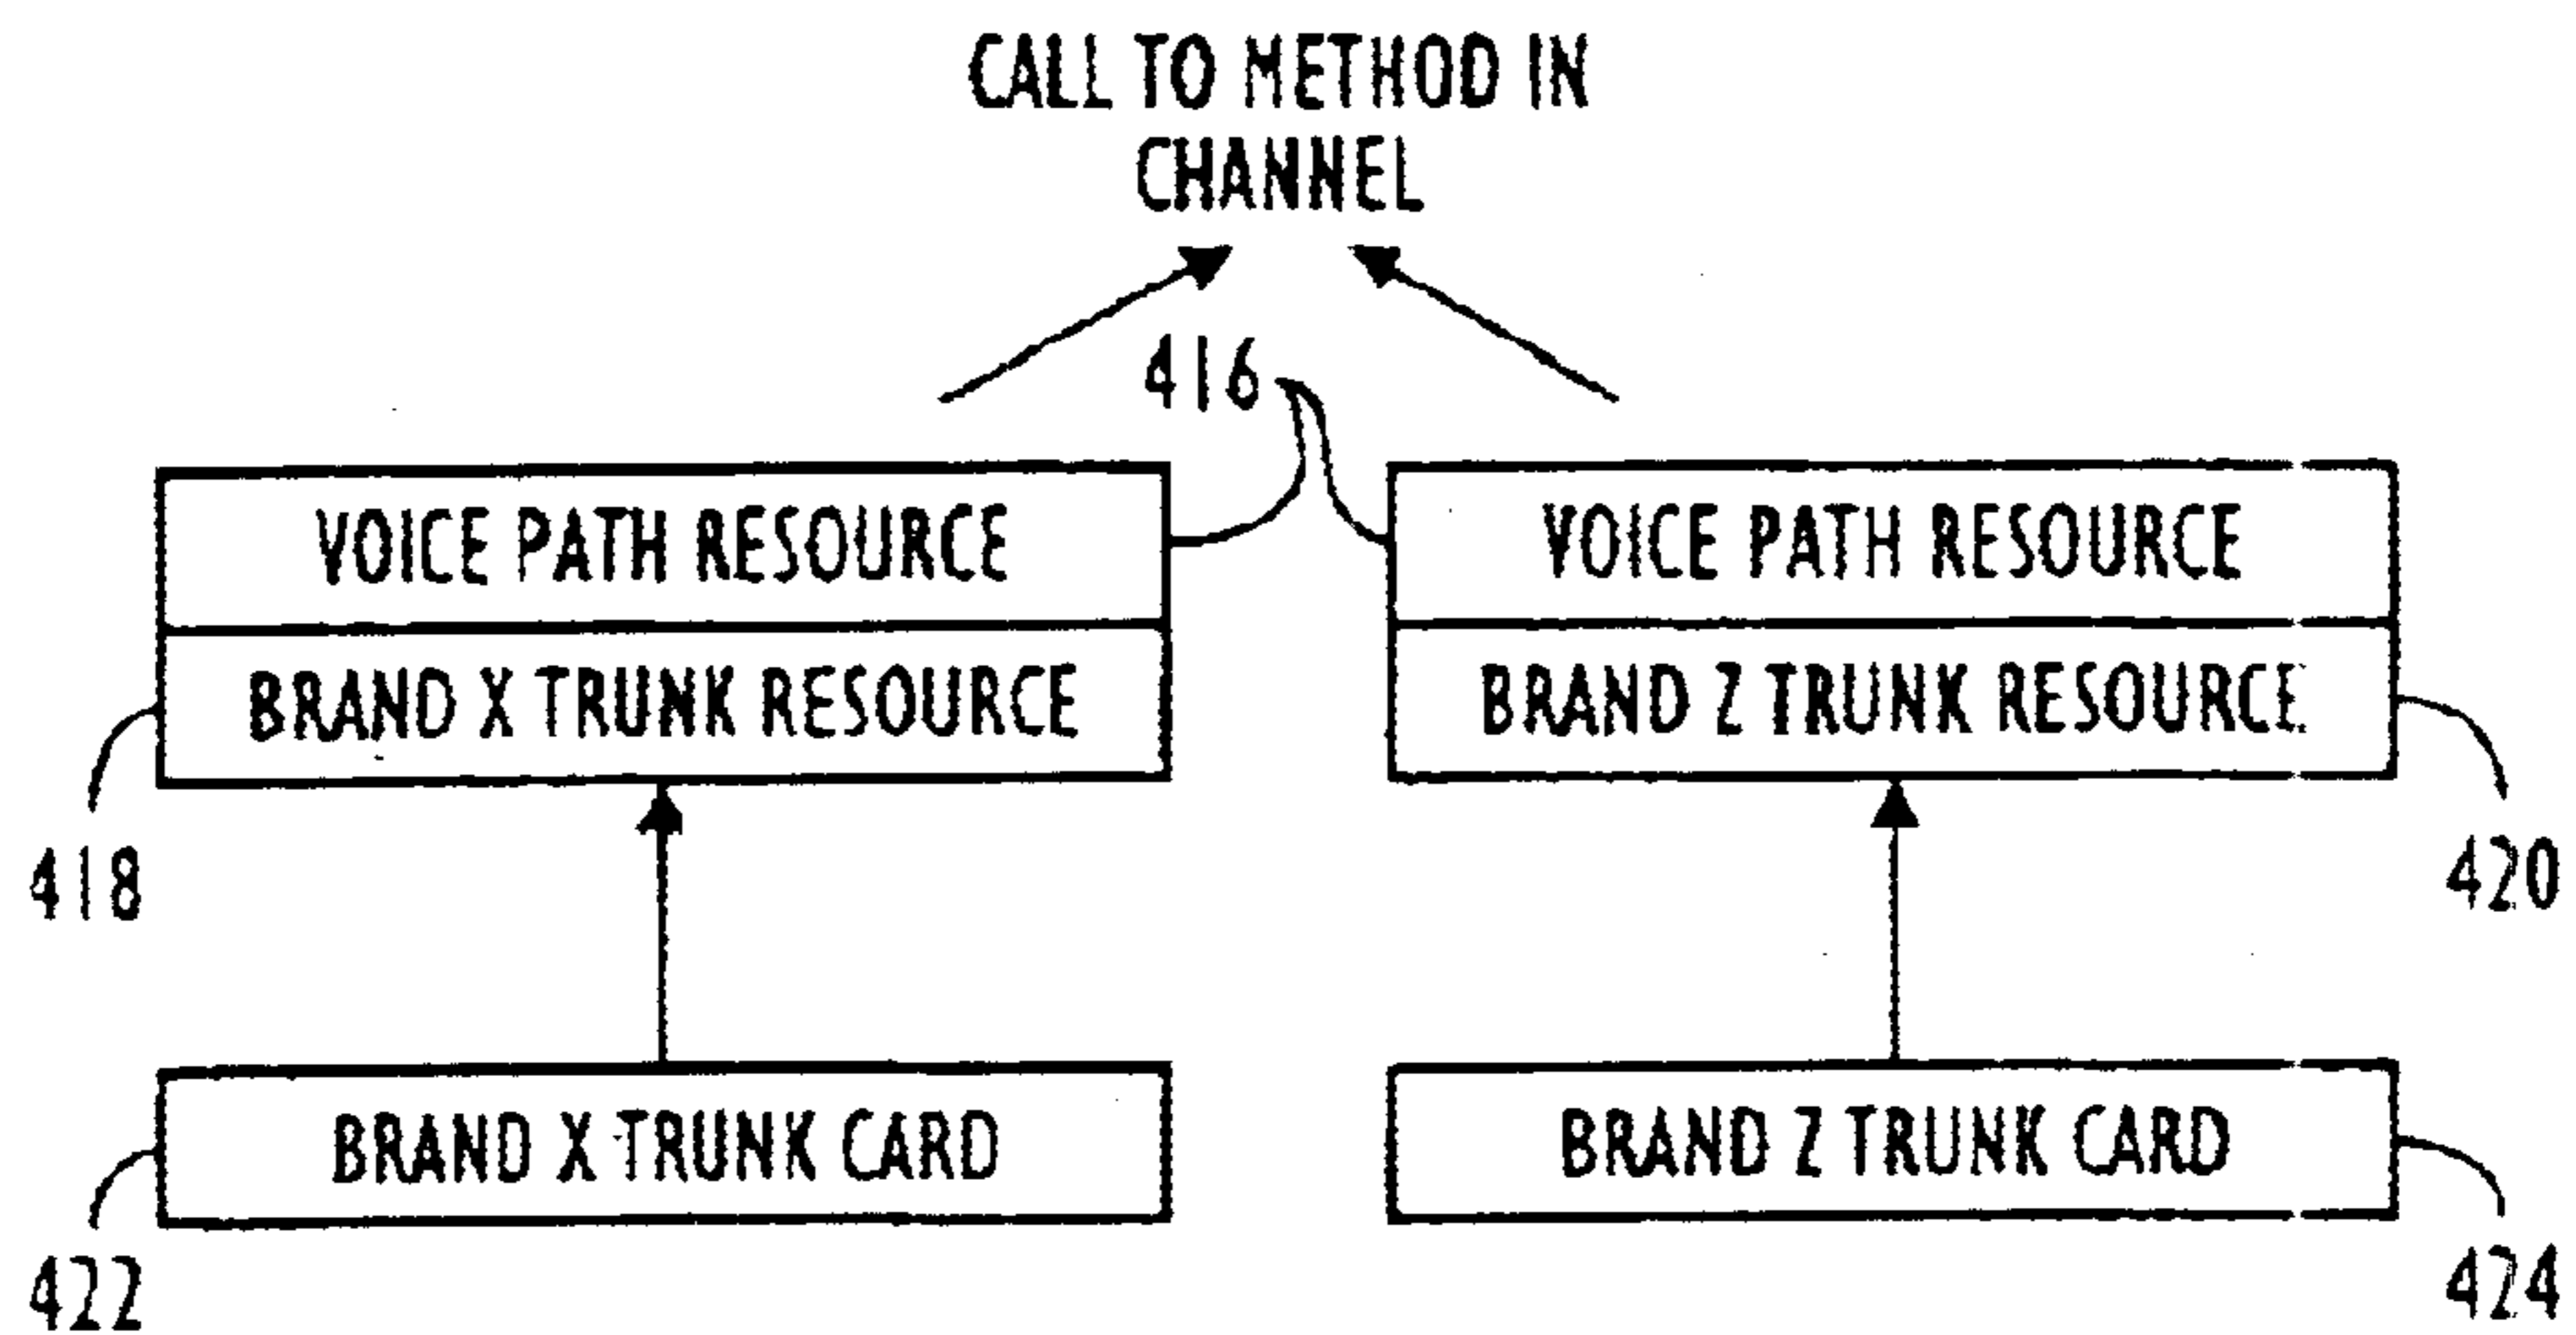 CALL TO METHOD IN
CHANNEL
416
VOICE PATH RESOURCE
VOICE PATH RESOURCE
BRAND X TRUNK RESOURCE
BRAND Z TRUNK RESOURCE
418
420
BRAND X TRUNK CARD
BRAND Z TRUNK CARD
422
424